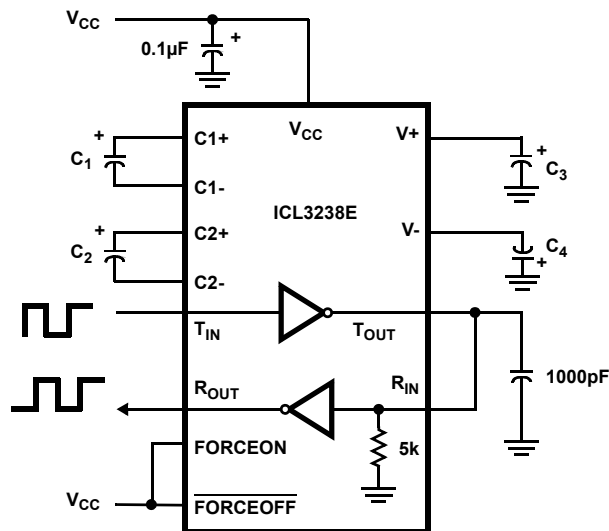 VCC
+
0.1µF
VCC
V+
C1+
+
C1
C1-
+
C3
ICL3238E
C2+
+
C2
C2-
V-
C4
+
TIN
TOUT
1000pF
ROUT
RIN
5k
FORCEON
VCC
FORCEOFF